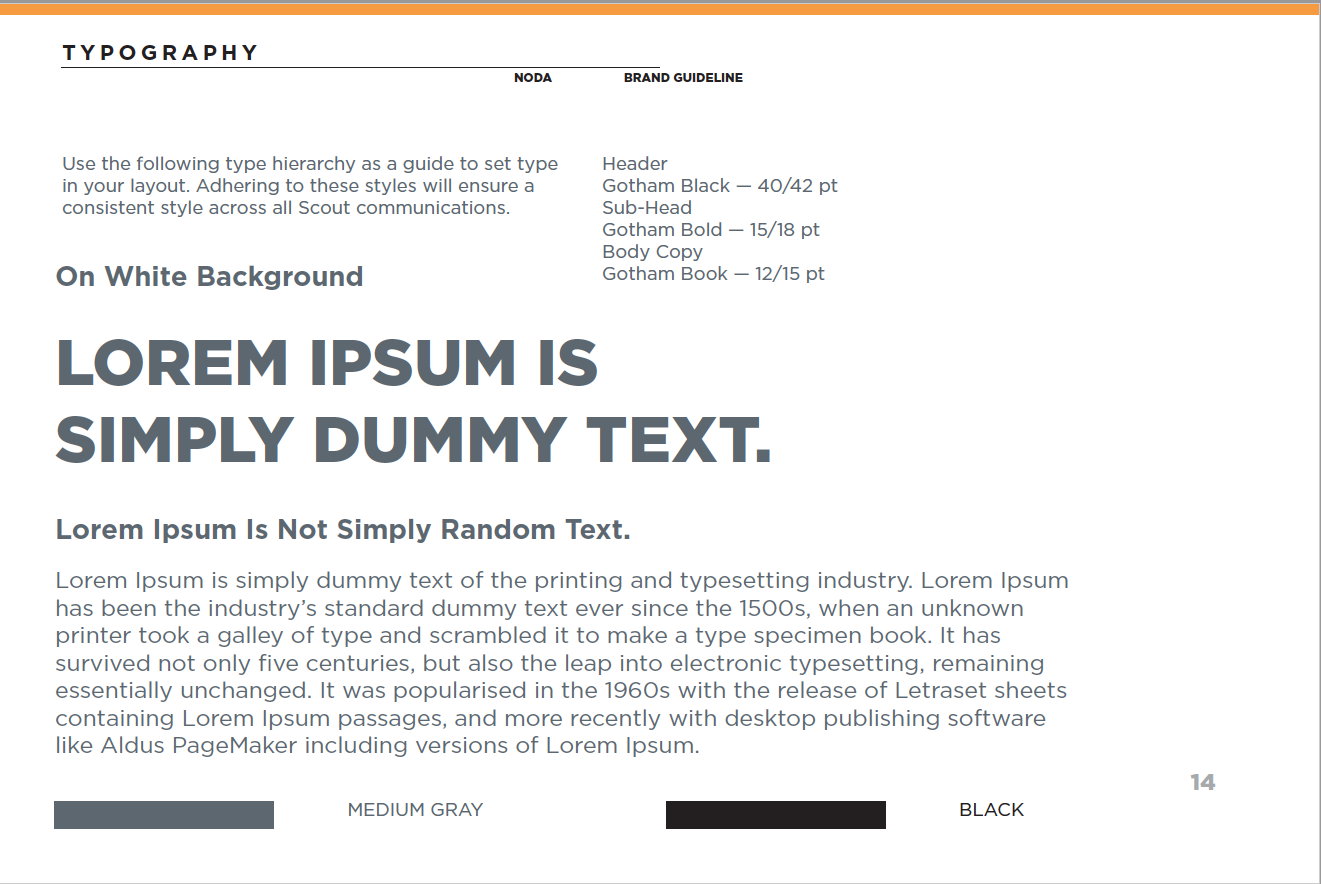 TYPOGRAPHY
NODA BRAND GUIDELINE
Use the following type hierarchy as a guide to set type
in your layout. Adhering to these styles will ensure a
consistent style across all Scout communications.
Header
Gotham Black — 40/42 pt
Sub-Head
Gotham Bold — 15/18 pt
Body Copy
Gotham Book — 12/15 pt
On White Background
LOREM IPSUM IS
SIMPLY DUMMY TEXT.
Lorem Ipsum Is Not Simply Random Text.
Lorem Ipsum is simply dummy text of the printing and typesetting industry. Lorem Ipsum
has been the industry’s standard dummy text ever since the 1500s, when an unknown
printer took a galley of type and scrambled it to make a type specimen book. It has
survived not only five centuries, but also the leap into electronic typesetting, remaining
essentially unchanged. It was popularised in the 1960s with the release of Letraset sheets
containing Lorem Ipsum passages, and more recently with desktop publishing software
like Aldus PageMaker including versions of Lorem Ipsum.
14
MEDIUM GRAY BLACK